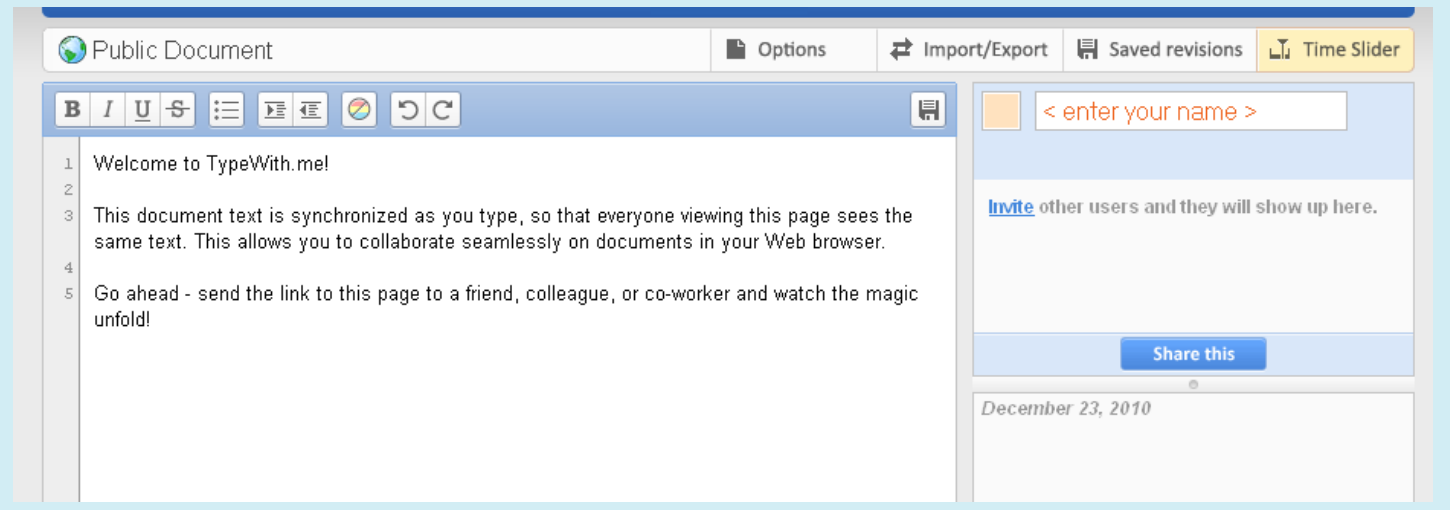 Public Document
Options
Import/Export
Saved revisions
Time Slider
B I U S
< enter your name >
1 Welcome to TypeWith.me!
2
3 This document text is synchronized as you type, so that everyone viewing this page sees the
same text. This allows you to collaborate seamlessly on documents in your Web browser.
4
5 Go ahead - send the link to this page to a friend, colleague, or co-worker and watch the magic
unfold!
Invite other users and they will show up here.
Share this
December 23, 2010